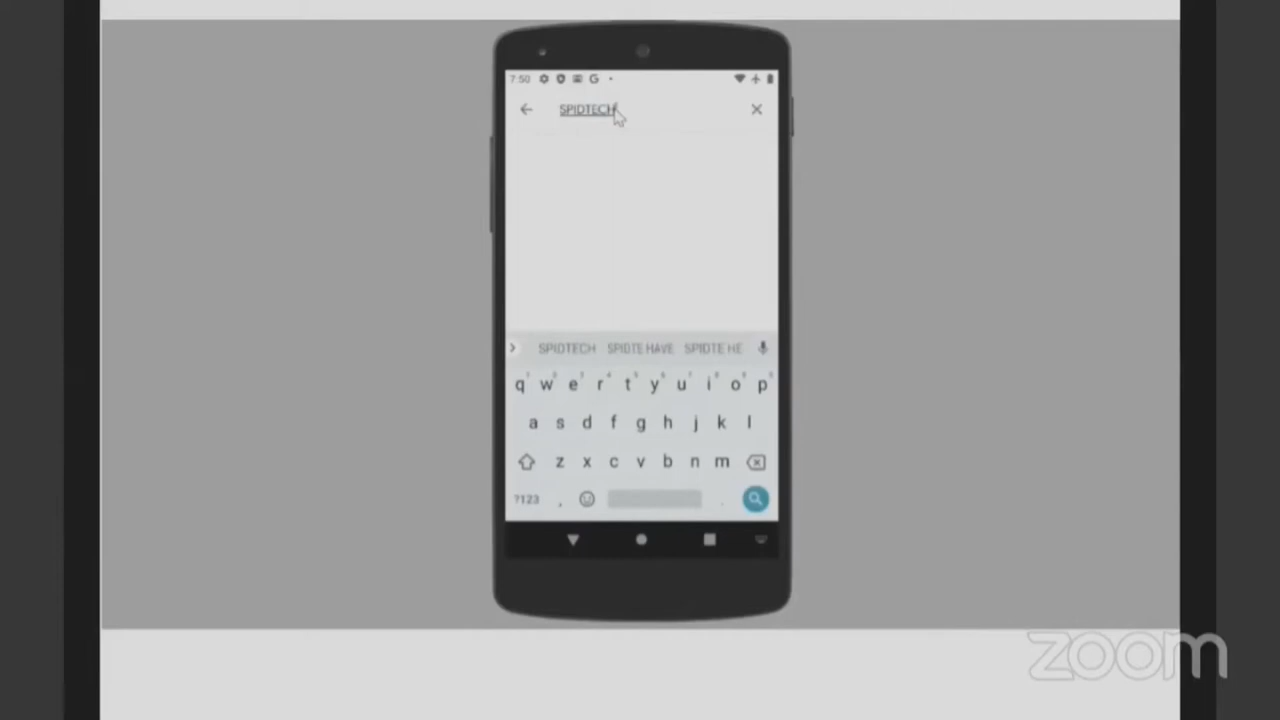 7:50 G
SPIDTECH
SPIDTECH SPIDTE HAVE SPIDTE HE
q w e r t y u i o p
a s d f g h j k l
z x c v b n m
?123 , .
zoom